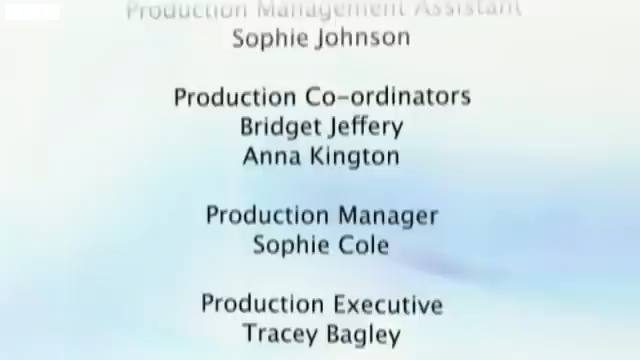 Production Management Assistant
Sophie Johnson
Production Co-ordinators
Bridget Jeffery
Anna Kington
Production Manager
Sophie Cole
Production Executive
Tracey Bagley